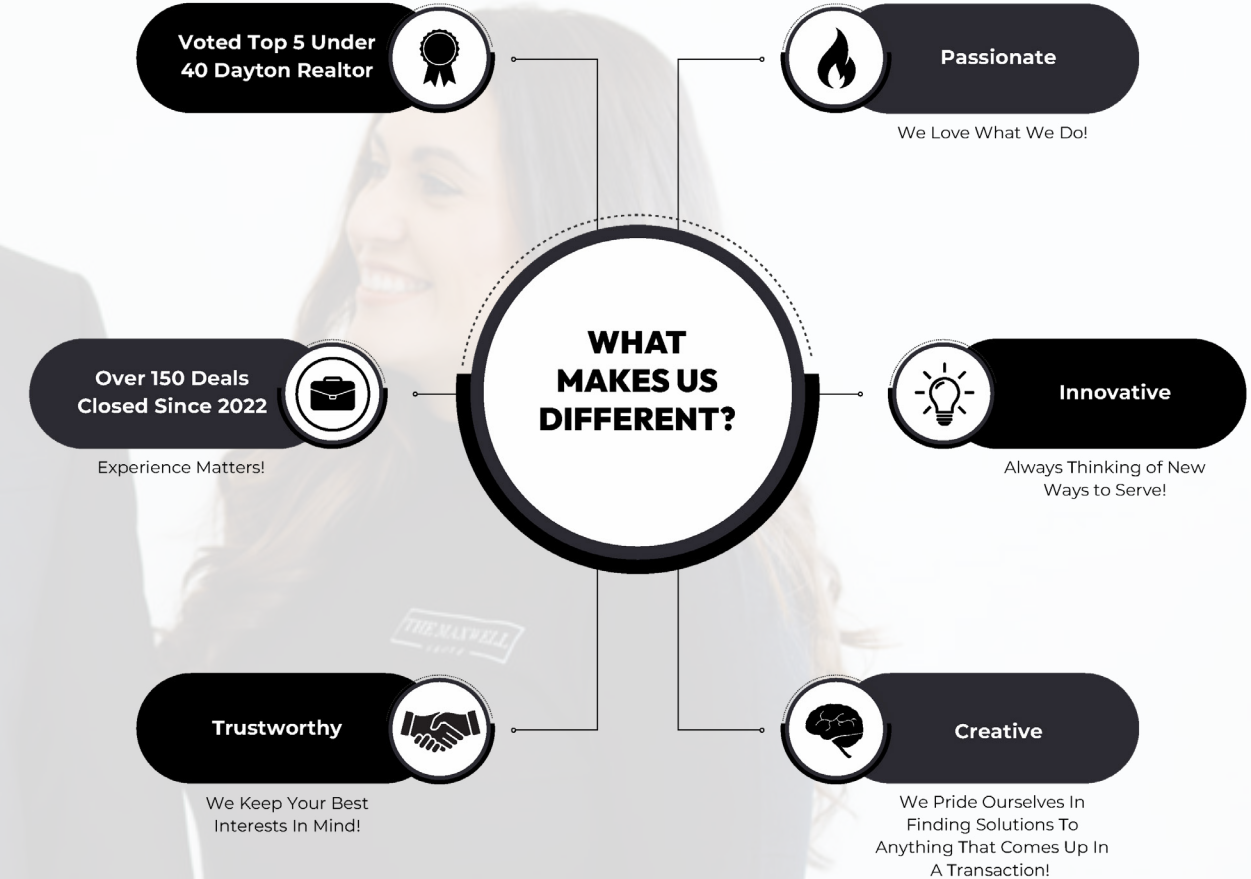 Voted Top 5 Under
40 Dayton Realtor
Passionate
We Love What We Do!
WHAT
MAKES US
DIFFERENT?
Over 150 Deals
Closed Since 2022
Experience Matters!
Innovative
Always Thinking of New
Ways to Serve!
THE MAXWELL
Trustworthy
We Keep Your Best
Interests In Mind!
Creative
We Pride Ourselves In
Finding Solutions To
Anything That Comes Up In
A Transaction!